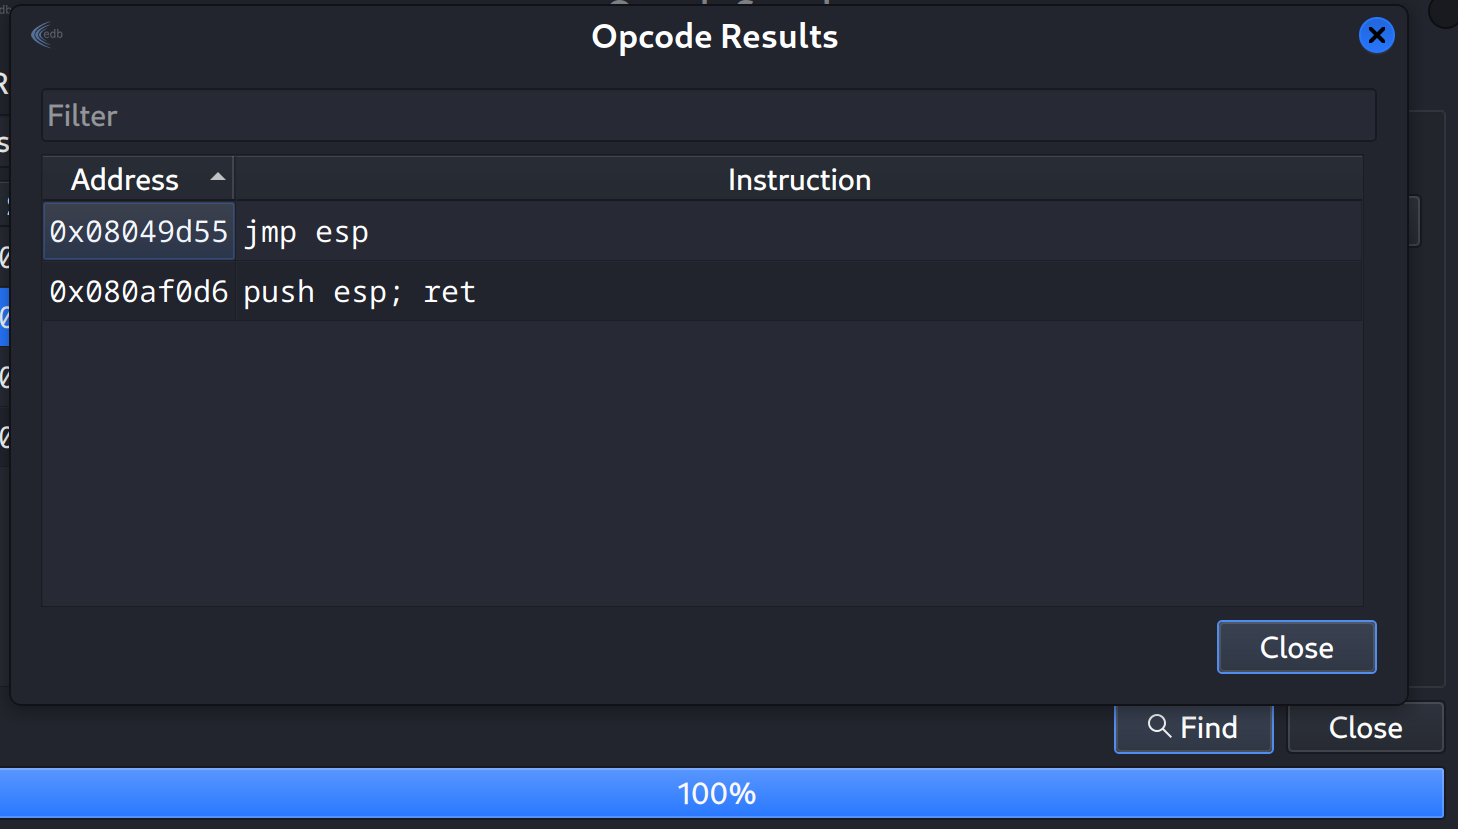 edb
Opcode Results
Filter
Address Instruction
0x08049d55 jmp esp
0x080af0d6 push esp; ret
Close
Find Close
100%